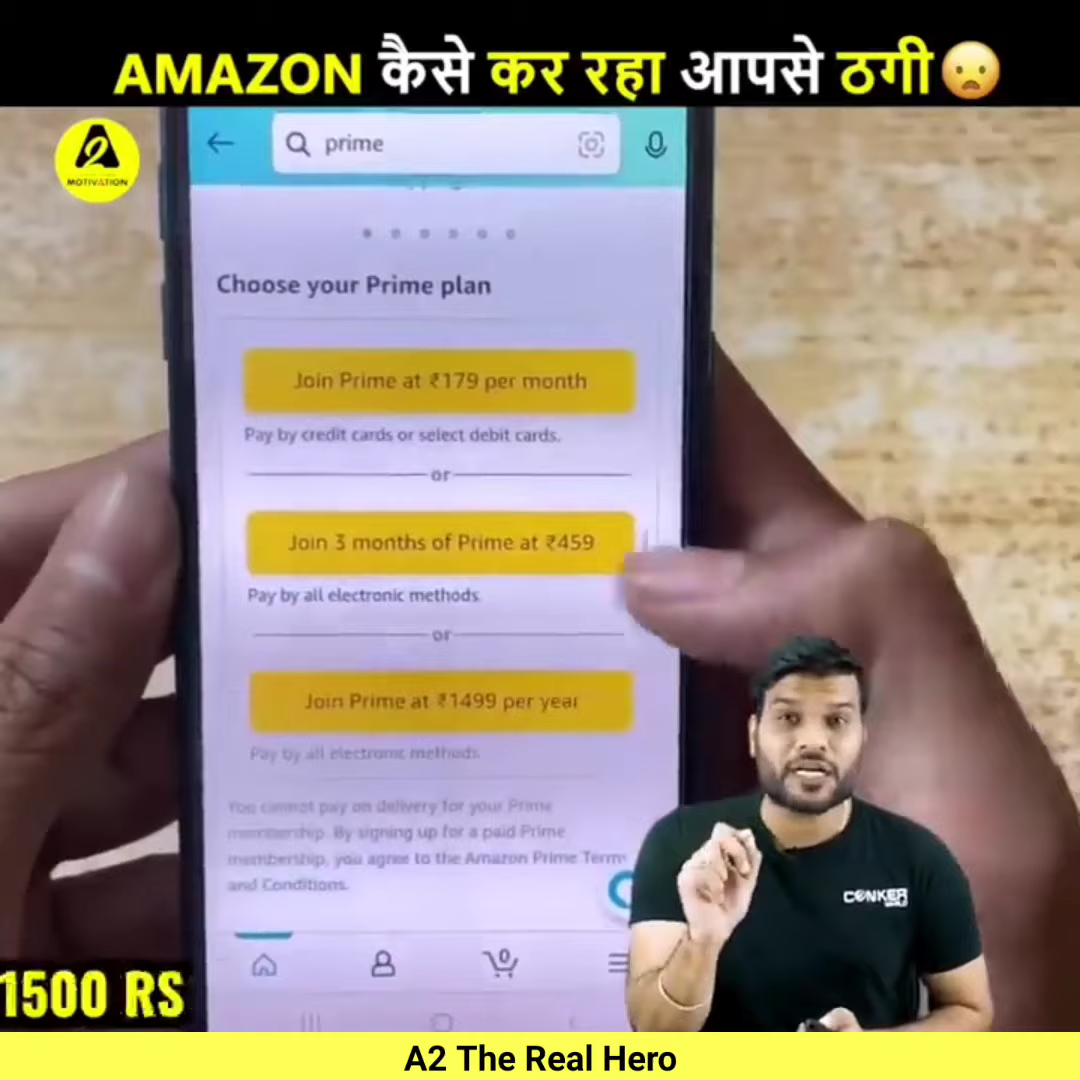 AMAZON कैसे कर रहा आपसे ठगी
A2
MOTIVATION
prime
Choose your Prime plan
Join Prime at ₹179 per month
Pay by credit cards or select debit cards.
or
Join 3 months of Prime at ₹459
Pay by all electronic methods.
or
Join Prime at ₹1499 per year
Pay by all electronic methods.
You cannot pay on delivery for your Prime
membership. By signing up for a paid Prime
membership, you agree to the Amazon Prime Terms
and Conditions.
CONKER
WORLD
0
1500 RS
A2 The Real Hero